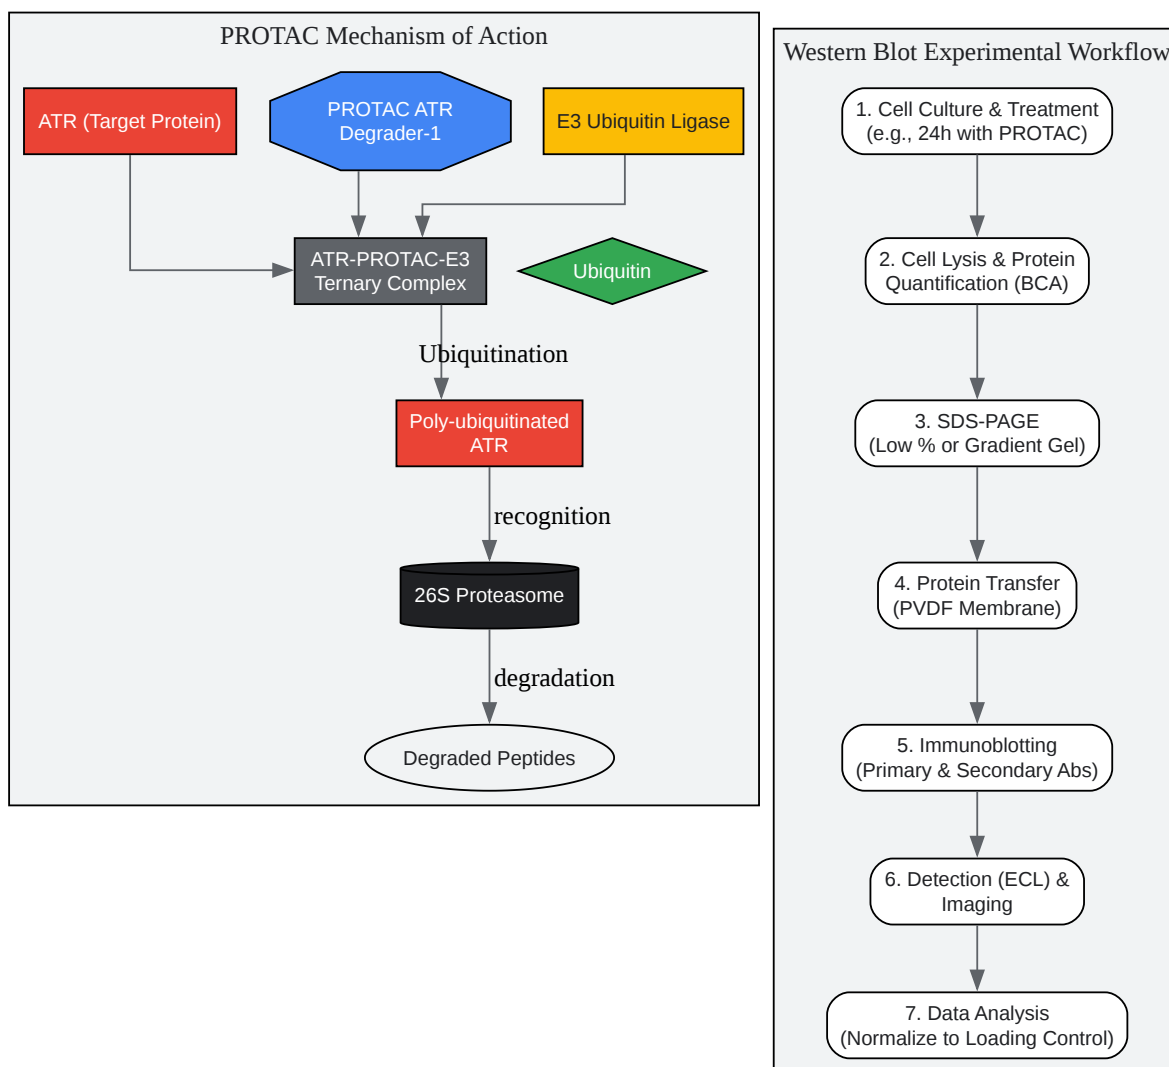 PROTAC Mechanism of Action
ATR (Target Protein)
PROTAC ATR
Degrader-1
E3 Ubiquitin Ligase
ATR-PROTAC-E3
Ternary Complex
Ubiquitin
Ubiquitination
Poly-ubiquitinated
ATR
recognition
26S Proteasome
degradation
Degraded Peptides
Western Blot Experimental Workflow
1. Cell Culture & Treatment
(e.g., 24h with PROTAC)
2. Cell Lysis & Protein
Quantification (BCA)
3. SDS-PAGE
(Low % or Gradient Gel)
4. Protein Transfer
(PVDF Membrane)
5. Immunoblotting
(Primary & Secondary Abs)
6. Detection (ECL) &
Imaging
7. Data Analysis
(Normalize to Loading Control)